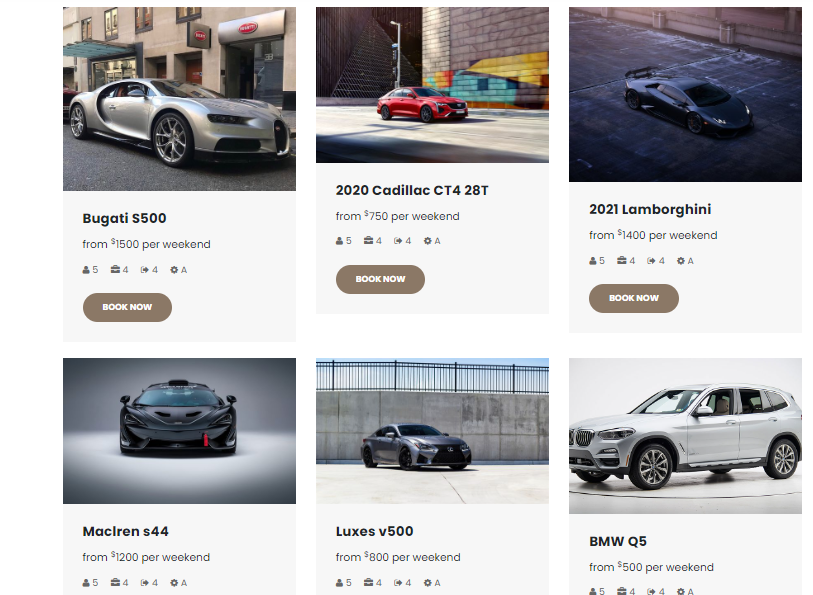 Bugati S500
from $1500 per weekend
5 4 4 A
BOOK NOW
2020 Cadillac CT4 28T
from $750 per weekend
5 4 4 A
BOOK NOW
2021 Lamborghini
from $1400 per weekend
5 4 4 A
BOOK NOW
Maclren s44
from $1200 per weekend
5 4 4 A
Luxes v500
from $800 per weekend
5 4 4 A
BMW Q5
from $500 per weekend
5 4 4 A